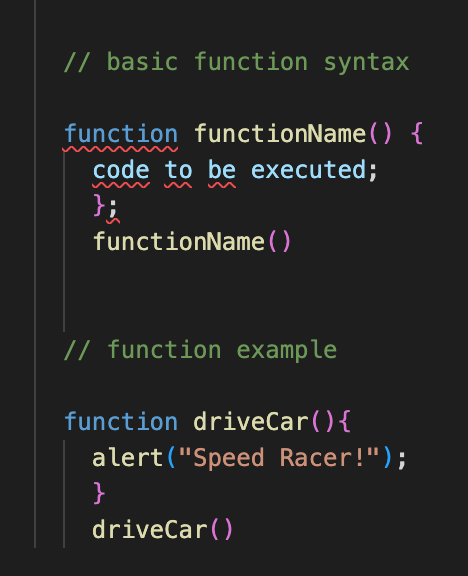 // basic function syntax
function functionName() {
code to be executed;
};
functionName()
// function example
function driveCar(){
alert("Speed Racer!");
}
driveCar()